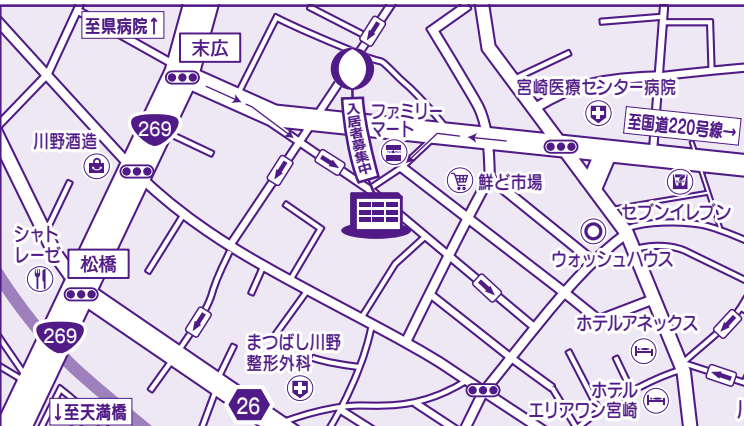 至県病院↑
末広
269
川野酒造
シャト
レーゼ
松橋
269
↓至天満橋
26
まつばし川野
整形外科
入居者募集中
ファミリー
マート
鮮ど市場
宮崎医療センター病院
至国道220号線→
セブンイレブン
ウォッシュハウス
ホテルアネックス
ホテル
エリアワン宮崎